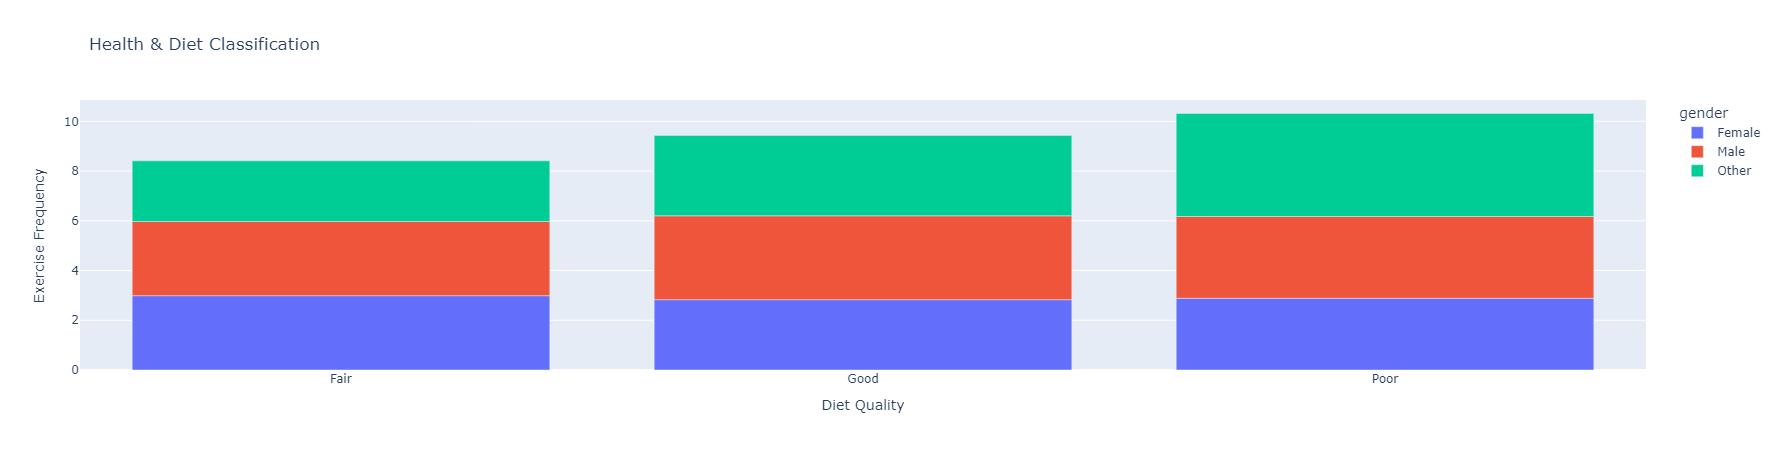 Health & Diet Classification
gender
Female
Male
Other
Exercise Frequency
10
8
6
4
2
0
Fair Good Poor
Diet Quality